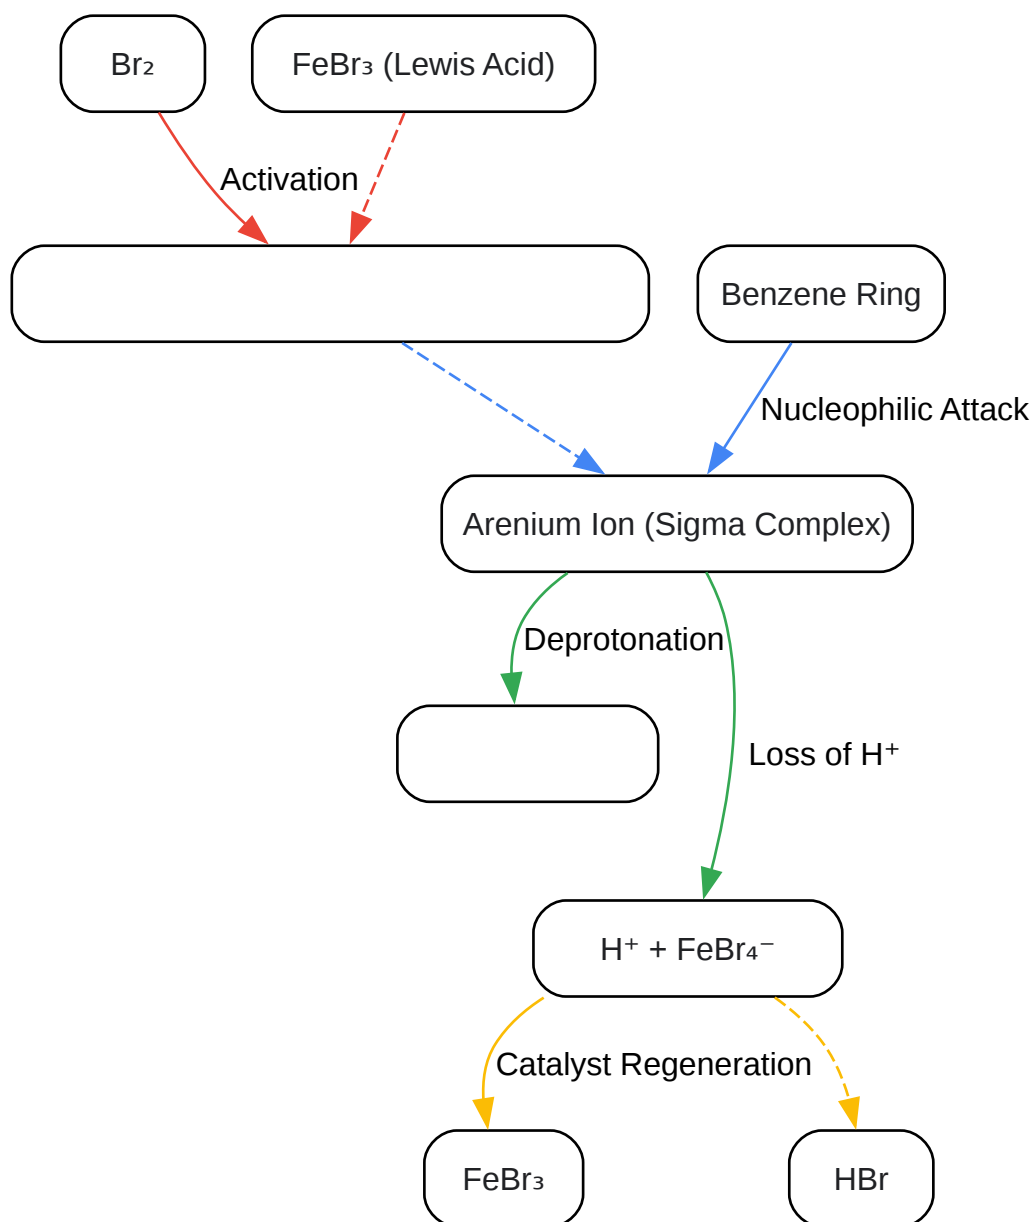 Br₂
FeBr₃ (Lewis Acid)
Activation
Benzene Ring
Nucleophilic Attack
Arenium Ion (Sigma Complex)
Deprotonation
Loss of H⁺
H⁺ + FeBr₄⁻
Catalyst Regeneration
FeBr₃
HBr